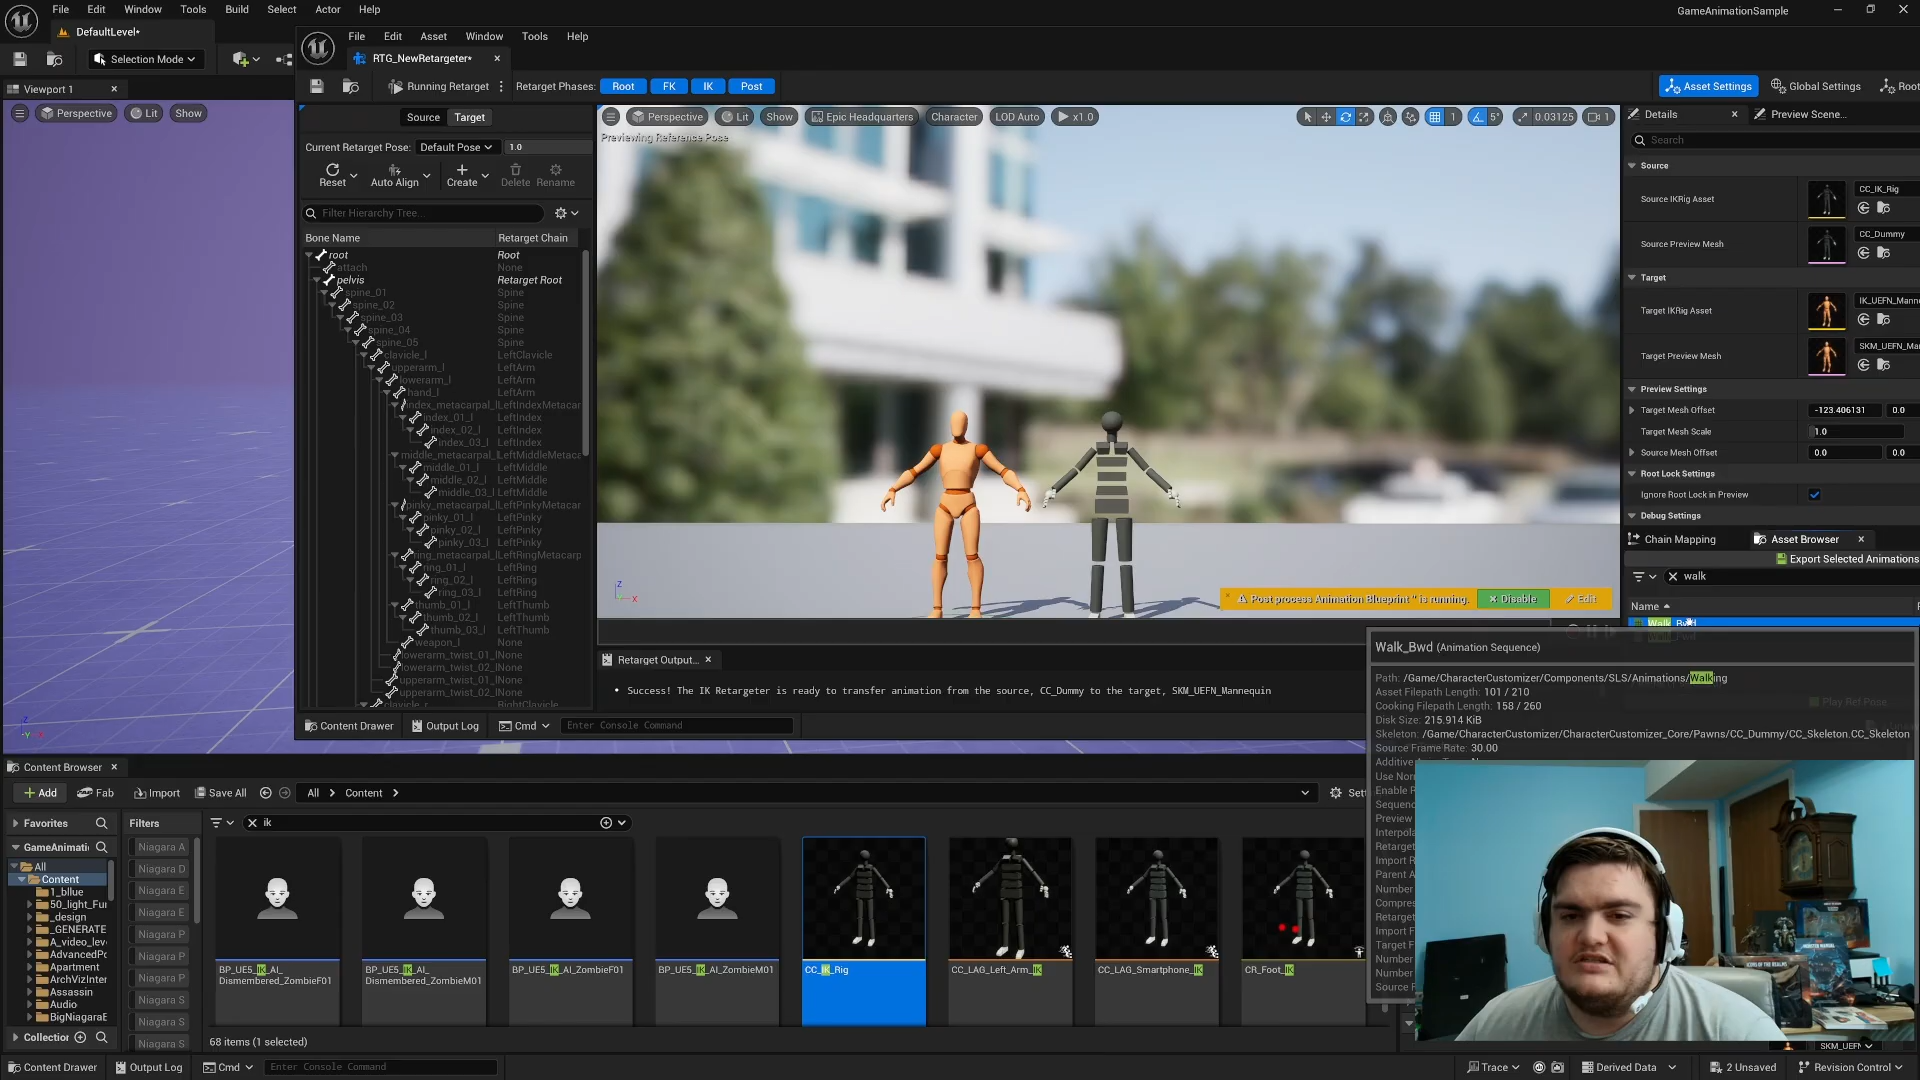 File Edit Window Tools Build Select Actor Help
GameAnimationSample
DefaultLevel*
File Edit Asset Window Tools Help
RTG_NewRetargeter*
Selection Mode
Running Retarget
Retarget Phases: Root FK IK Post
Asset Settings Global Settings Root
Viewport 1
Perspective Lit Show
Source Target
Perspective Lit Show Epic Headquarters Character LOD Auto x1.0
1 5° 0.03125 1
Previewing Reference Pose
Current Retarget Pose: Default Pose 1.0
Reset Auto Align Create Delete Rename
Filter Hierarchy Tree...
Bone Name Retarget Chain
root Root
attach None
pelvis Retarget Root
spine_01 Spine
spine_02 Spine
spine_03 Spine
spine_04 Spine
spine_05 Spine
clavicle_l LeftClavicle
upperarm_l LeftArm
lowerarm_l LeftArm
hand_l LeftArm
index_metacarpal_l LeftIndexMetacar
index_01_l LeftIndex
index_02_l LeftIndex
index_03_l LeftIndex
middle_metacarpal_l LeftMiddleMetaca
middle_01_l LeftMiddle
middle_02_l LeftMiddle
middle_03_l LeftMiddle
pinky_metacarpal_l LeftPinkyMetacar
pinky_01_l LeftPinky
pinky_02_l LeftPinky
pinky_03_l LeftPinky
ring_metacarpal_l LeftRingMetacarp
ring_01_l LeftRing
ring_02_l LeftRing
ring_03_l LeftRing
thumb_01_l LeftThumb
thumb_02_l LeftThumb
thumb_03_l LeftThumb
weapon_l None
lowerarm_twist_01_l None
lowerarm_twist_02_l None
upperarm_twist_01_l None
upperarm_twist_02_l None
clavicle_r RightClavicle
Z
X
Post process Animation Blueprint '' is running. Disable Edit
Retarget Output...
Success! The IK Retargeter is ready to transfer animation from the source, CC_Dummy to the target, SKM_UEFN_Mannequin
Content Drawer Output Log Cmd Enter Console Command
Details Preview Scene...
Search
Source
Source IKRig Asset CC_IK_Rig
Source Preview Mesh CC_Dummy
Target
Target IKRig Asset IK_UEFN_Manne
Target Preview Mesh SKM_UEFN_Ma
Preview Settings
Target Mesh Offset -123.406131 0.0
Target Mesh Scale 1.0
Source Mesh Offset 0.0 0.0
Root Lock Settings
Ignore Root Lock in Preview
Debug Settings
Chain Mapping Asset Browser
Export Selected Animations
walk
Name
Walk_Bwd
Play Ref Pose
Walk_Bwd (Animation Sequence)
Path: /Game/CharacterCustomizer/Components/SLS/Animations/Walking
Asset Filepath Length: 101 / 210
Cooking Filepath Length: 158 / 260
Disk Size: 215.914 KiB
Skeleton: /Game/CharacterCustomizer/CharacterCustomizer_Core/Pawns/CC_Dummy/CC_Skeleton.CC_Skeleton
Source Frame Rate: 30.00
Use Nor
Enable
Sequenc
Preview
Interpola
Retarget
Import R
Parent A
Number
Compres
Retarget
Import F
Target F
Number
Number
Source F
Content Browser
Add Fab Import Save All All Content Sett
Favorites
Filters
ik
GameAnimati
All
Content
1_bllue
50_light_Fur
_design
_GENERATE
A_video_leve
AdvancedPo
Apartment
ArchVizInter
Assassin
Audio
BigNiagaraB
Collection
Niagara A
Niagara D
Niagara E
Niagara E
Niagara P
Niagara P
Niagara P
Niagara S
Niagara S
Niagara S
BP_UE5_IK_AI_Dismembered_ZombieF01
BP_UE5_IK_AI_Dismembered_ZombieM01
BP_UE5_IK_AI_ZombieF01
BP_UE5_IK_AI_ZombieM01
CC_IK_Rig
CC_LAG_Left_Arm_IK
CC_LAG_Smartphone_IK
CR_Foot_IK
68 items (1 selected)
SKM_UEFN
Content Drawer Output Log Cmd Enter Console Command
Trace Derived Data 2 Unsaved Revision Control